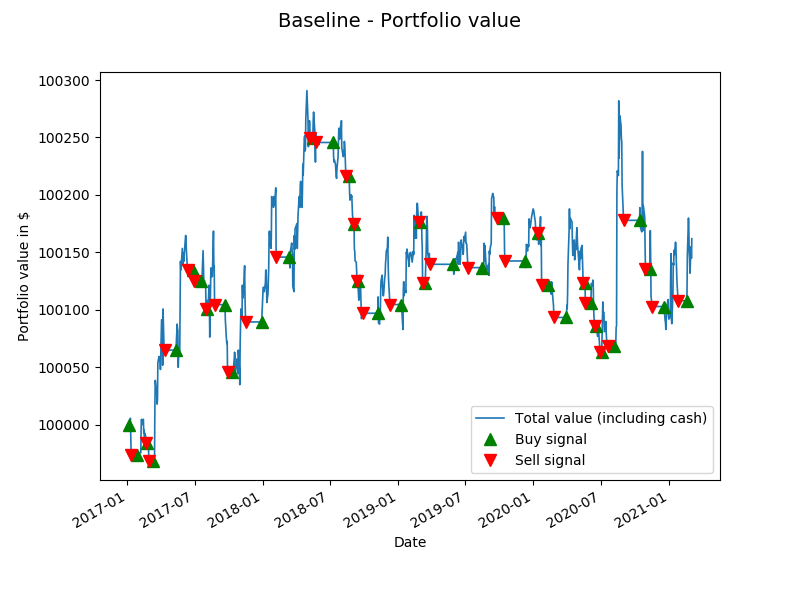 Baseline - Portfolio value
100300
100250
100200
100150
100100
100050
100000
Portfolio value in $
Total value (including cash)
Buy signal
Sell signal
2017-01
2017-07
2018-01
2018-07
2019-01
2019-07
2020-01
2020-07
2021-01
Date